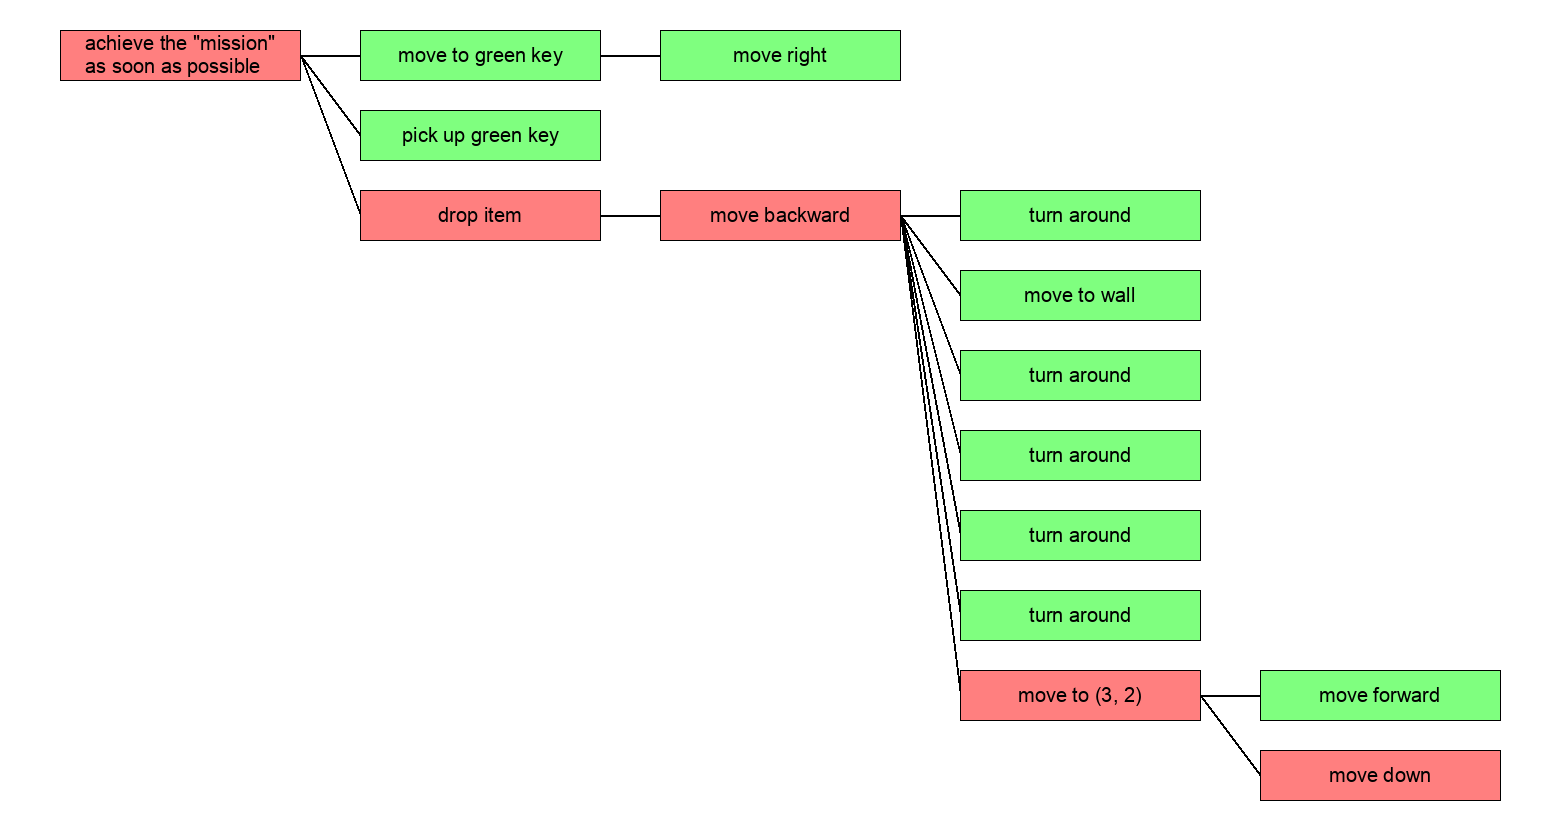 achieve the "mission"
as soon as possible
move to green key
move right
pick up green key
drop item
move backward
turn around
move to wall
turn around
turn around
turn around
turn around
move to (3, 2)
move forward
move down